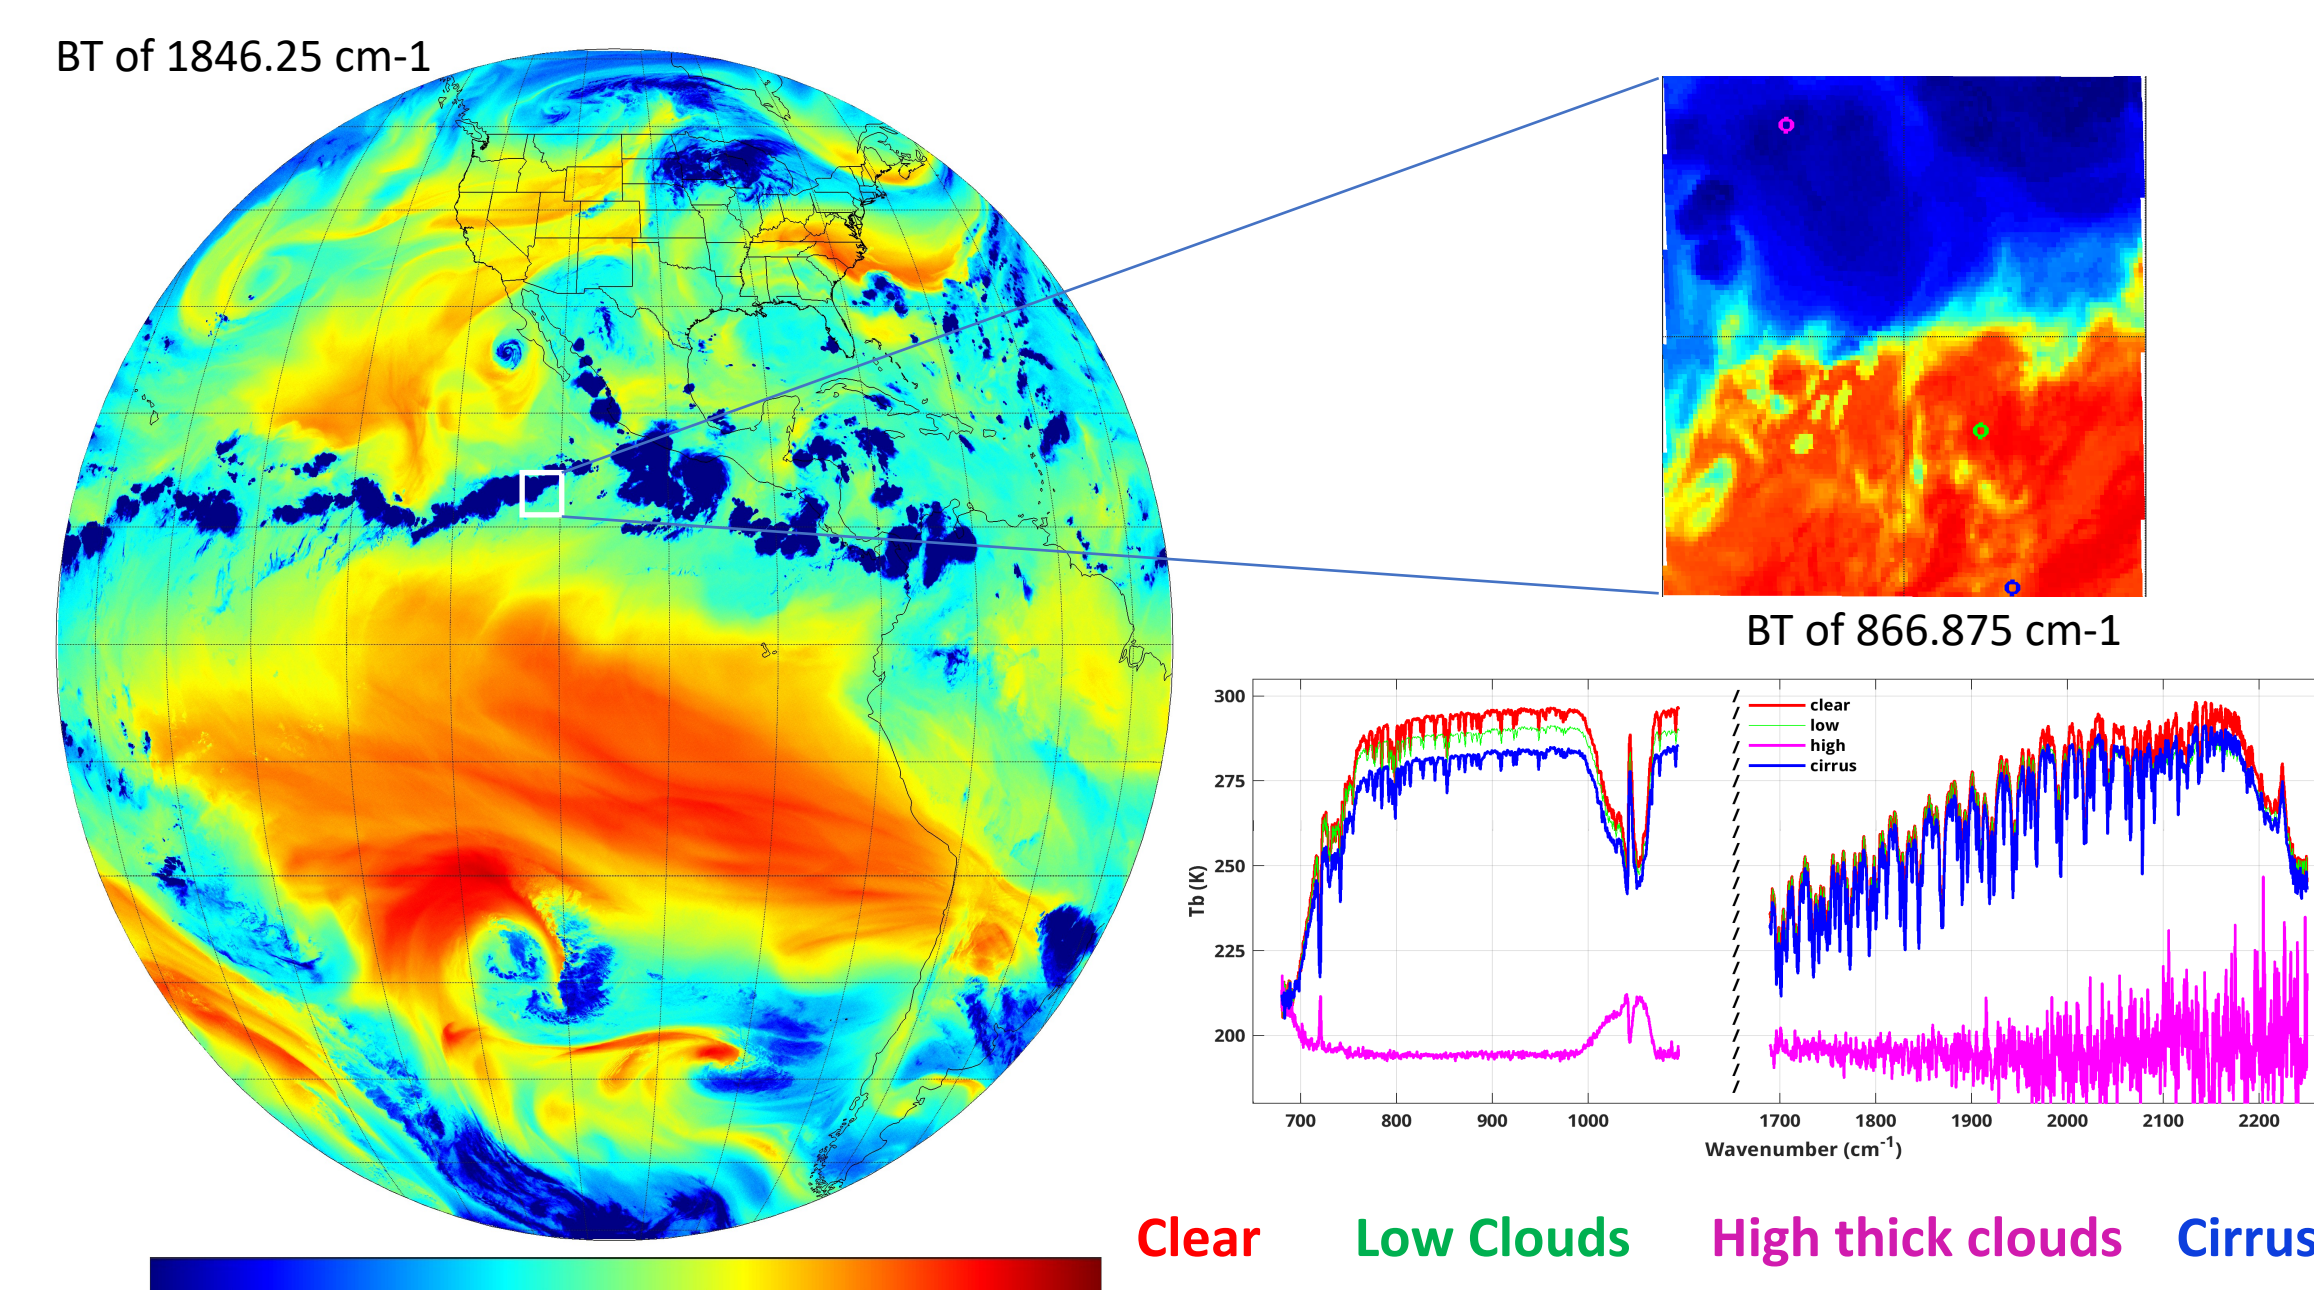 BT of 1846.25 cm-1
BT of 866.875 cm-1
300
275
250
225
200
Tb (K)
clear
low
high
cirrus
700 800 900 1000 1700 1800 1900 2000 2100 2200
Wavenumber (cm-1)
Clear Low Clouds High thick clouds Cirrus